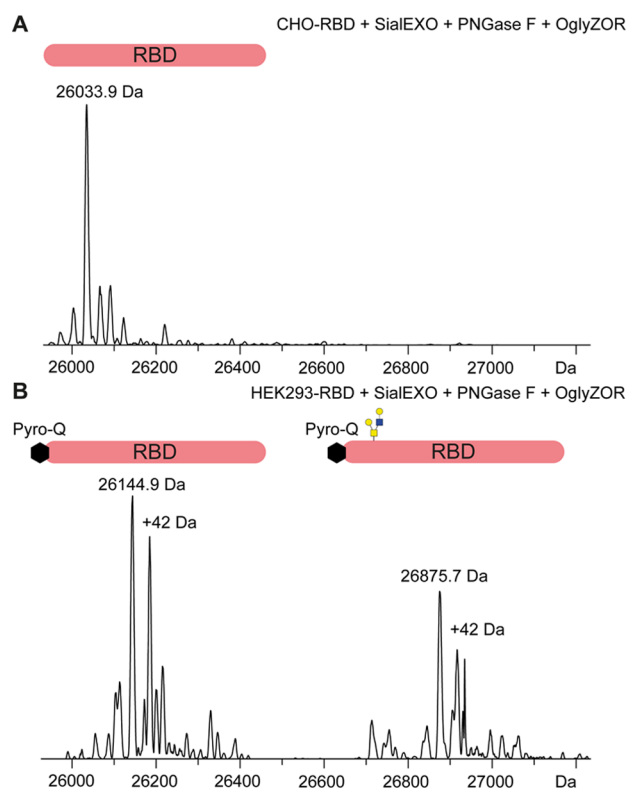 A
CHO-RBD + SialEXO + PNGase F + OglyZOR
RBD
26033.9 Da
26000 26200 26400 26600 26800 27000 Da
B
HEK293-RBD + SialEXO + PNGase F + OglyZOR
Pyro-Q
Pyro-Q
RBD
RBD
26144.9 Da
+42 Da
26875.7 Da
+42 Da
26000 26200 26400 26600 26800 27000 Da